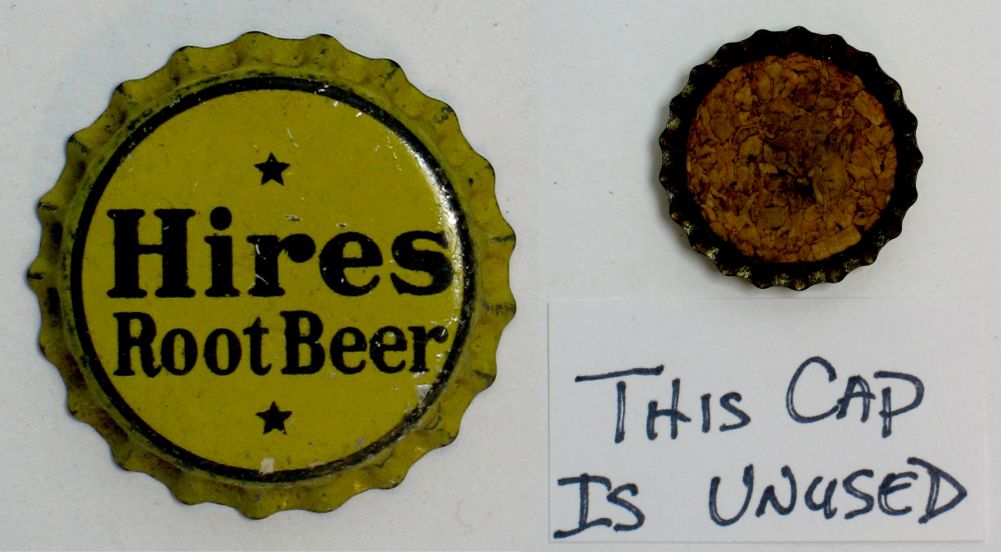 Hires
Root Beer
THIS CAP
IS UNUSED